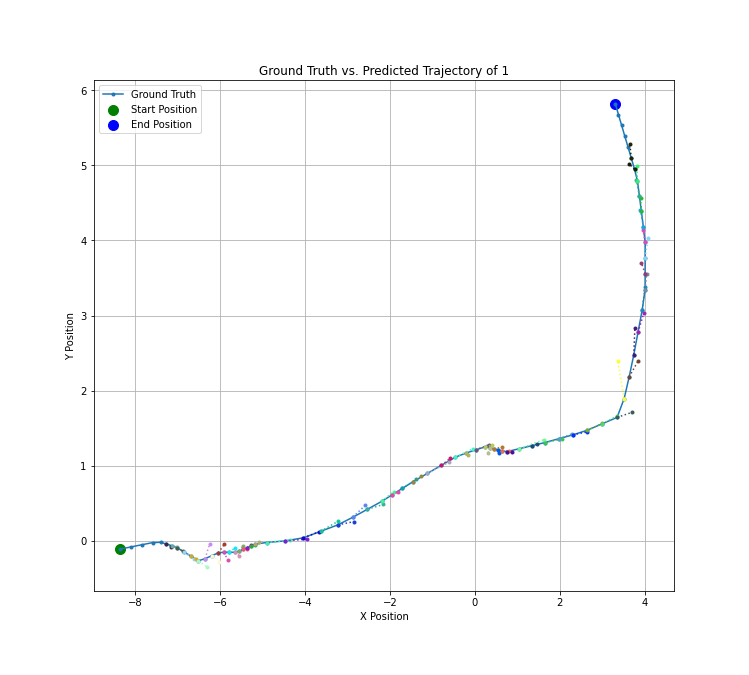 Ground Truth vs. Predicted Trajectory of 1
Ground Truth
Start Position
End Position
6
5
4
3
2
1
0
−8
−6
−4
−2
0
2
4
X Position
Y Position